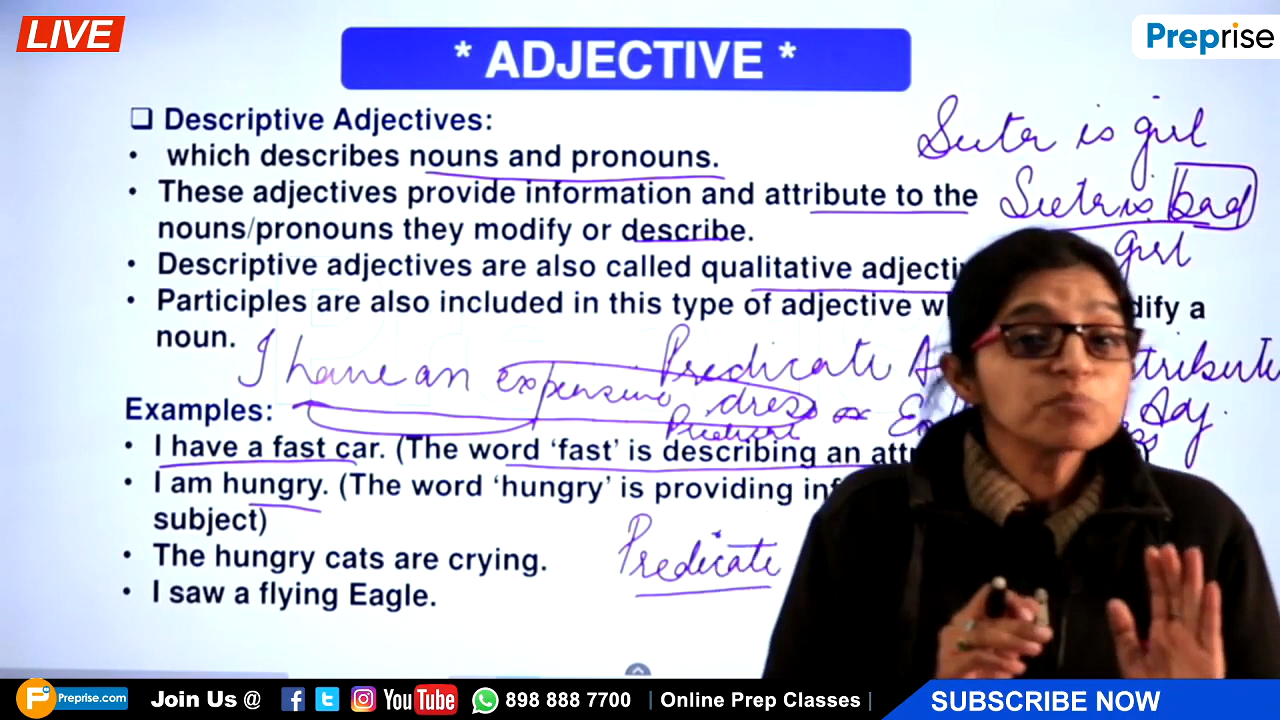 LIVE
* ADJECTIVE *
Preprise
❑ Descriptive Adjectives:
• which describes nouns and pronouns.
is girl
• These adjectives provide information and attribute to the
is bad
nouns/pronouns they modify or describe.
girl
• Descriptive adjectives are also called qualitative adjecti
• Participles are also included in this type of adjective w dify a
noun.
I have an expensive dress
Predicate A
Adj.
Examples:
• I have a fast car. (The word ‘fast’ is describing an att
• I am hungry. (The word ‘hungry’ is providing inf
subject)
• The hungry cats are crying.
Predicate
• I saw a flying Eagle.
Preprise.com Join Us @ YouTube 898 888 7700 | Online Prep Classes | SUBSCRIBE NOW